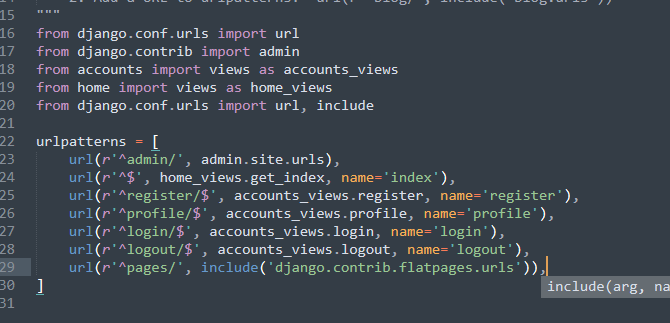 14 2. Add a URL to urlpatterns: url(r'^blog/', include('blog.urls'))
15 """
16 from django.conf.urls import url
17 from django.contrib import admin
18 from accounts import views as accounts_views
19 from home import views as home_views
20 from django.conf.urls import url, include
21
22 urlpatterns = [
23 url(r'^admin/', admin.site.urls),
24 url(r'^$', home_views.get_index, name='index'),
25 url(r'^register/$', accounts_views.register, name='register'),
26 url(r'^profile/$', accounts_views.profile, name='profile'),
27 url(r'^login/$', accounts_views.login, name='login'),
28 url(r'^logout/$', accounts_views.logout, name='logout'),
29 url(r'^pages/', include('django.contrib.flatpages.urls')),
30 ]
include(arg, na
31